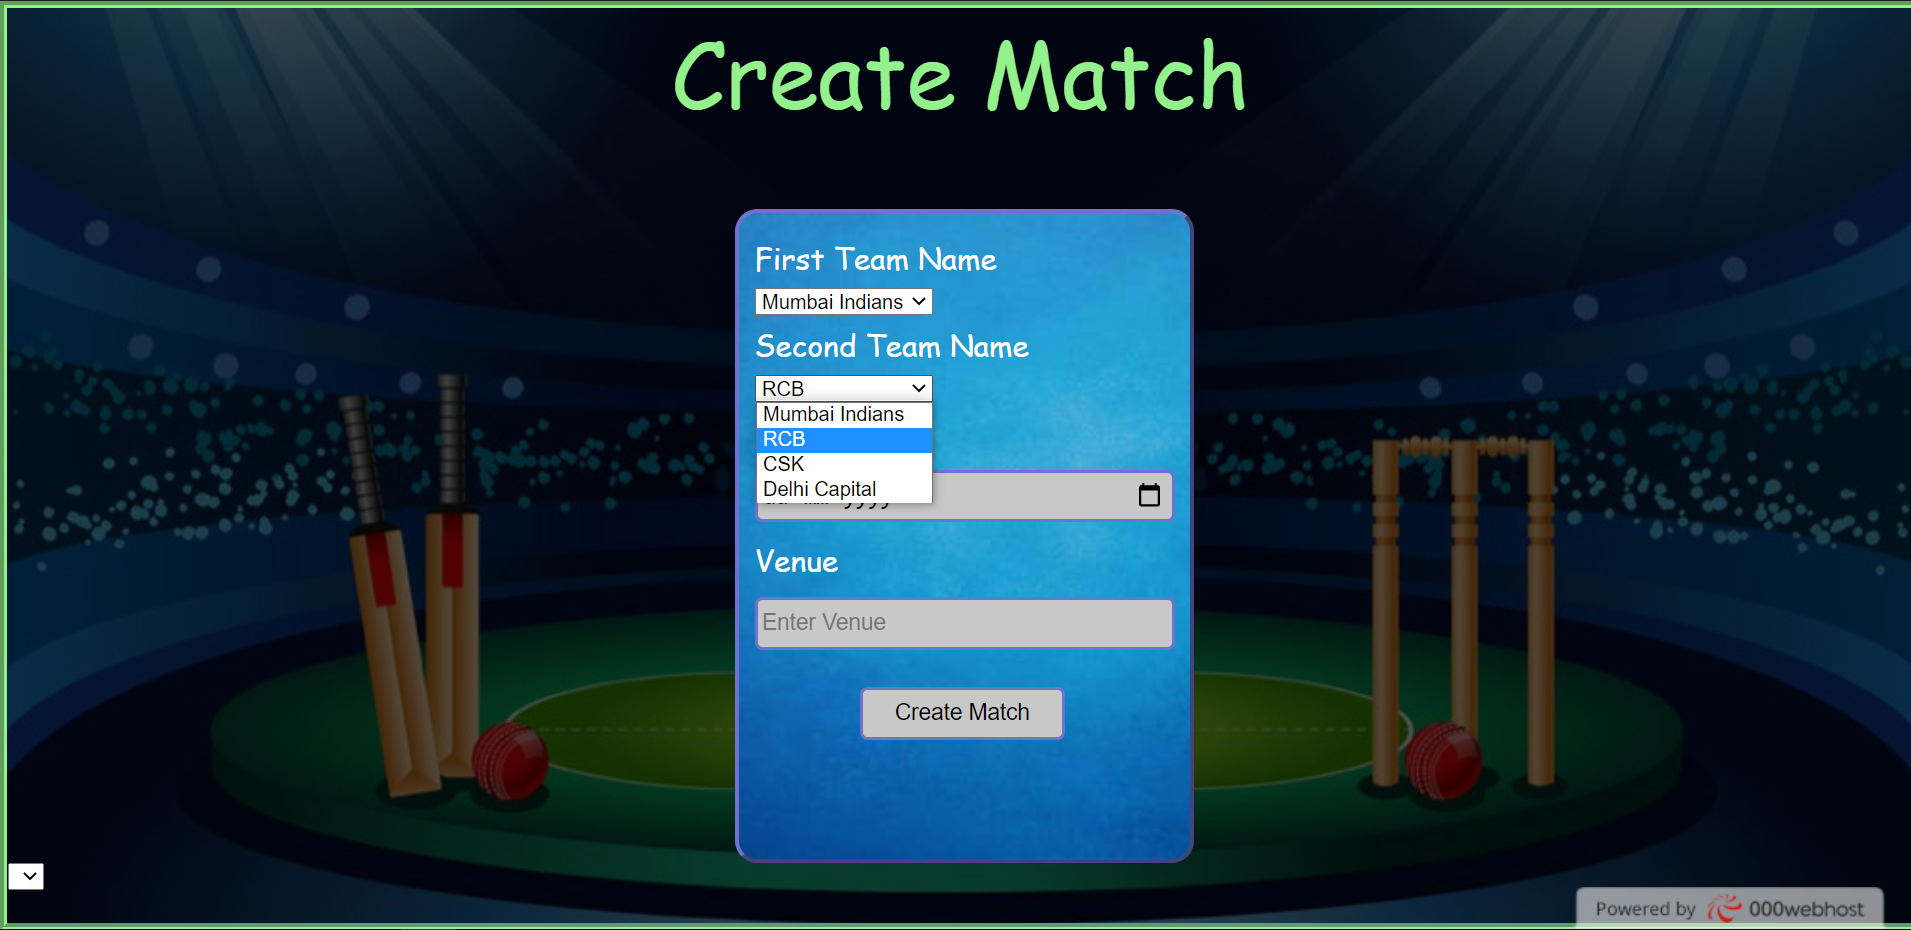 Create Match
First Team Name
Mumbai Indians
Second Team Name
RCB
Mumbai Indians
RCB
CSK
Delhi Capital
yyyy
Venue
Enter Venue
Create Match
Powered by 000webhost